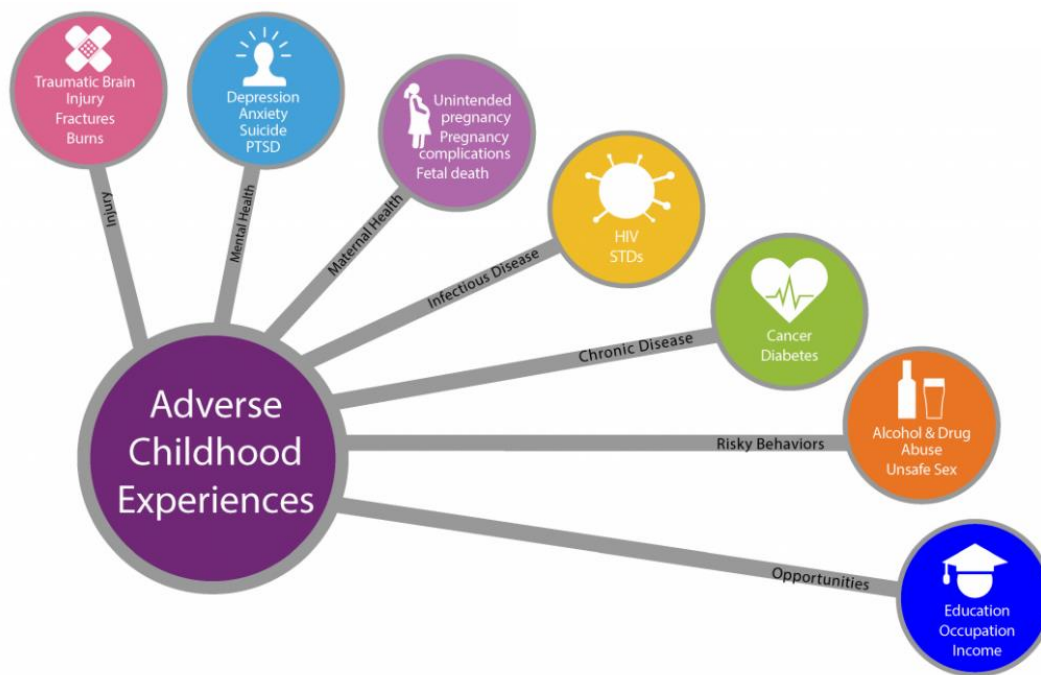 Traumatic Brain
Injury
Fractures
Burns
Injury
Depression
Anxiety
Suicide
PTSD
Mental Health
Unintended
pregnancy
Pregnancy
complications
Fetal death
Maternal Health
HIV
STDs
Infectious Disease
Cancer
Diabetes
Chronic Disease
Alcohol & Drug
Abuse
Unsafe Sex
Risky Behaviors
Education
Occupation
Income
Opportunities
Adverse
Childhood
Experiences